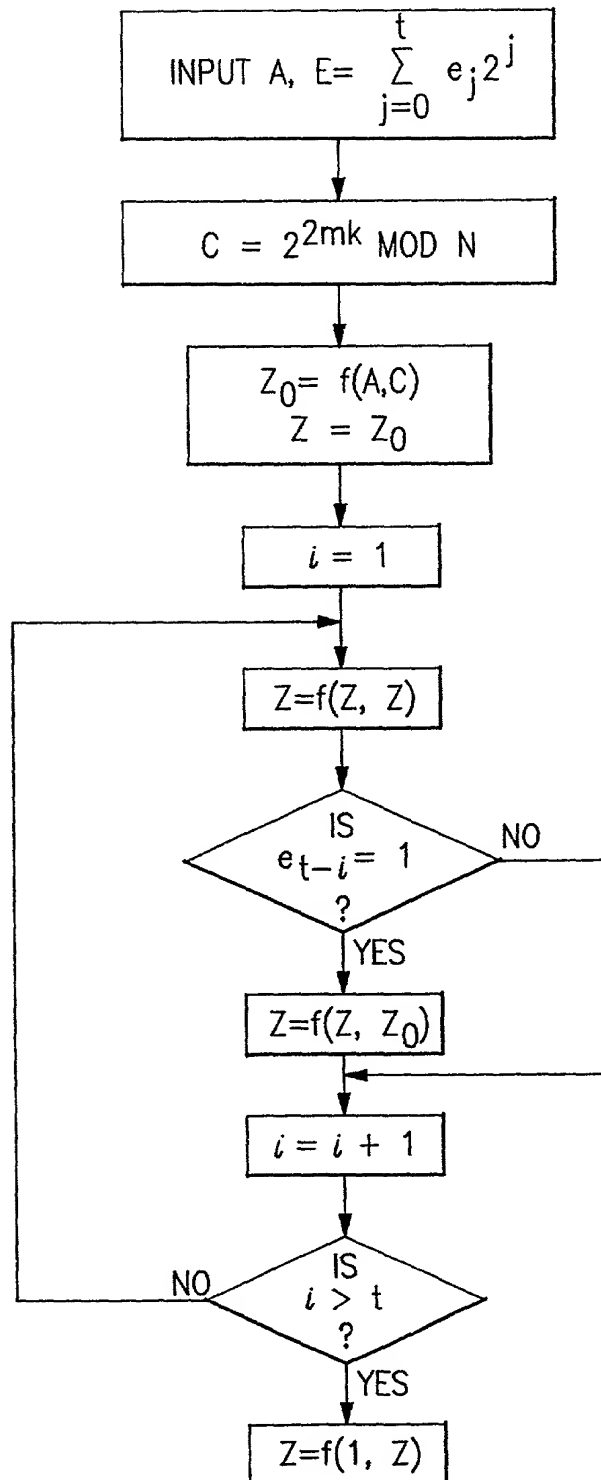 t
INPUT A, E= ∑ e_j 2^j
j=0
C = 2^{2mk} MOD N
Z_0= f(A,C)
Z = Z_0
i = 1
Z=f(Z, Z)
IS
e_{t-i}= 1
?
NO
YES
Z=f(Z, Z_0)
i = i + 1
IS
i > t
?
NO
YES
Z=f(1, Z)